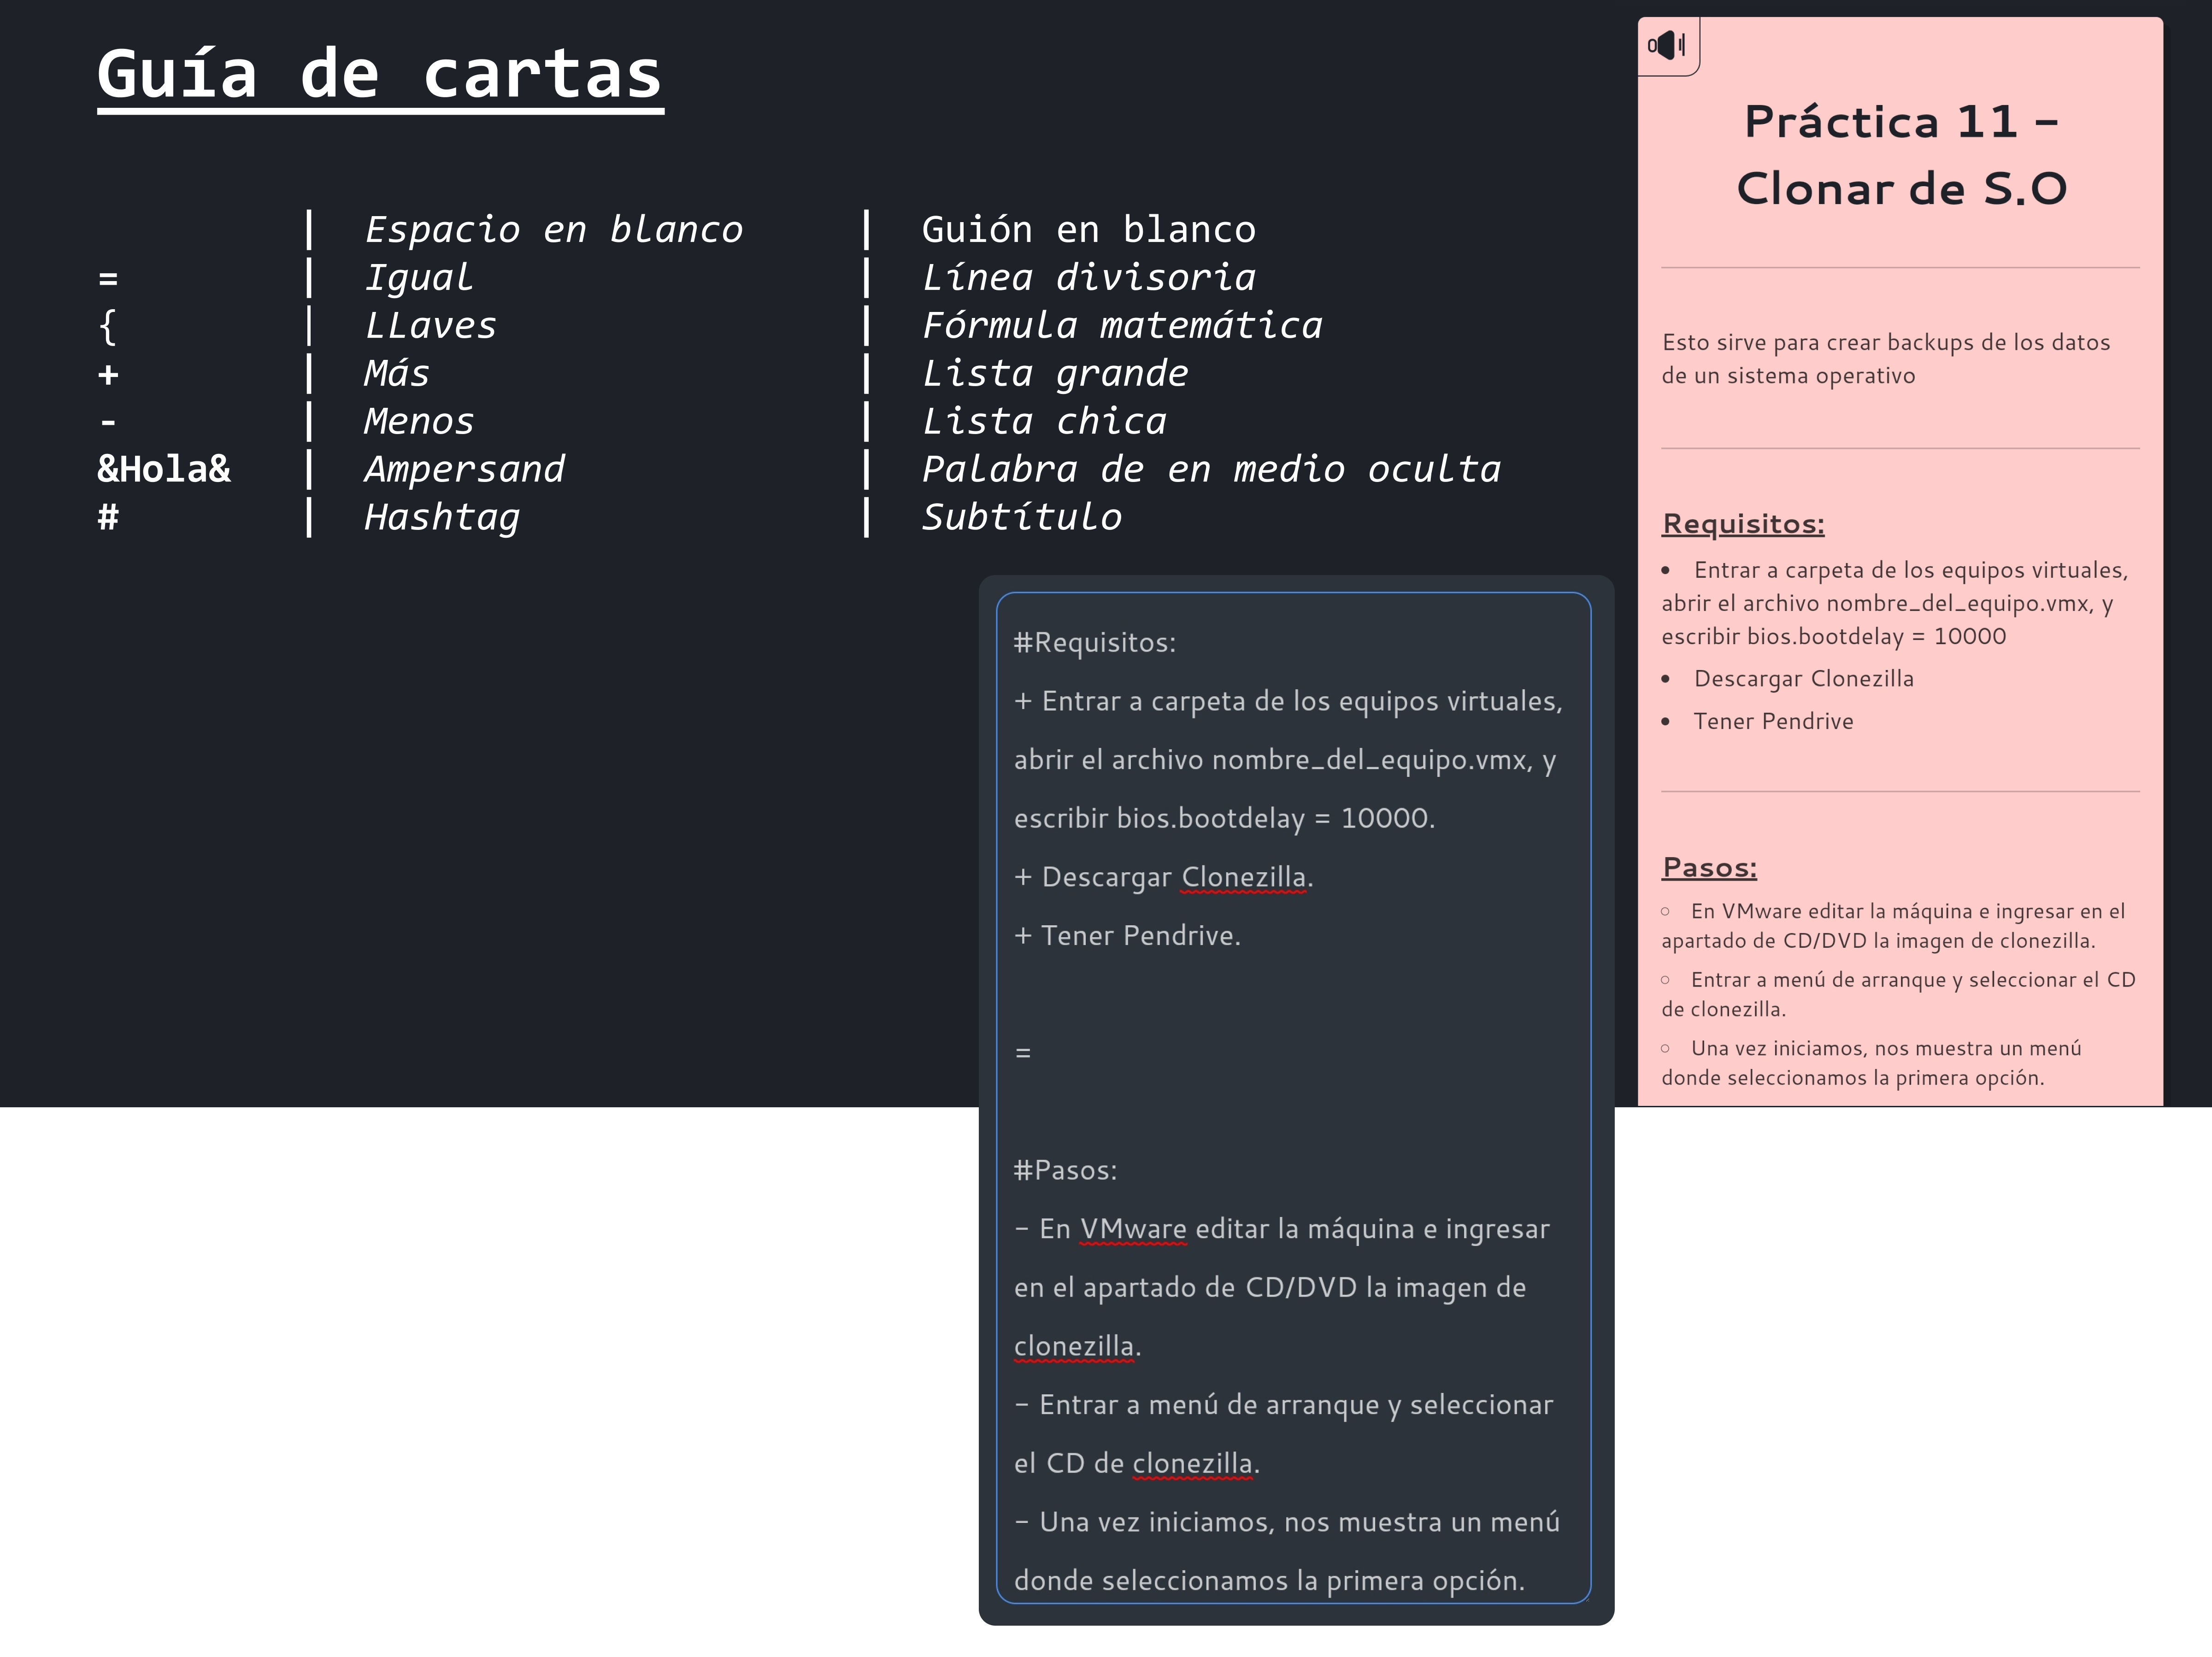 Guía de cartas
| Espacio en blanco | Guión en blanco
= | Igual | Línea divisoria
{ | LLaves | Fórmula matemática
+ | Más | Lista grande
- | Menos | Lista chica
&Hola& | Ampersand | Palabra de en medio oculta
# | Hashtag | Subtítulo
#Requisitos:
+ Entrar a carpeta de los equipos virtuales,
abrir el archivo nombre_del_equipo.vmx, y
escribir bios.bootdelay = 10000.
+ Descargar Clonezilla.
+ Tener Pendrive.
=
#Pasos:
- En VMware editar la máquina e ingresar
en el apartado de CD/DVD la imagen de
clonezilla.
- Entrar a menú de arranque y seleccionar
el CD de clonezilla.
- Una vez iniciamos, nos muestra un menú
donde seleccionamos la primera opción.
Práctica 11 -
Clonar de S.O
Esto sirve para crear backups de los datos
de un sistema operativo
Requisitos:
• Entrar a carpeta de los equipos virtuales,
abrir el archivo nombre_del_equipo.vmx, y
escribir bios.bootdelay = 10000
• Descargar Clonezilla
• Tener Pendrive
Pasos:
◦ En VMware editar la máquina e ingresar en el
apartado de CD/DVD la imagen de clonezilla.
◦ Entrar a menú de arranque y seleccionar el CD
de clonezilla.
◦ Una vez iniciamos, nos muestra un menú
donde seleccionamos la primera opción.